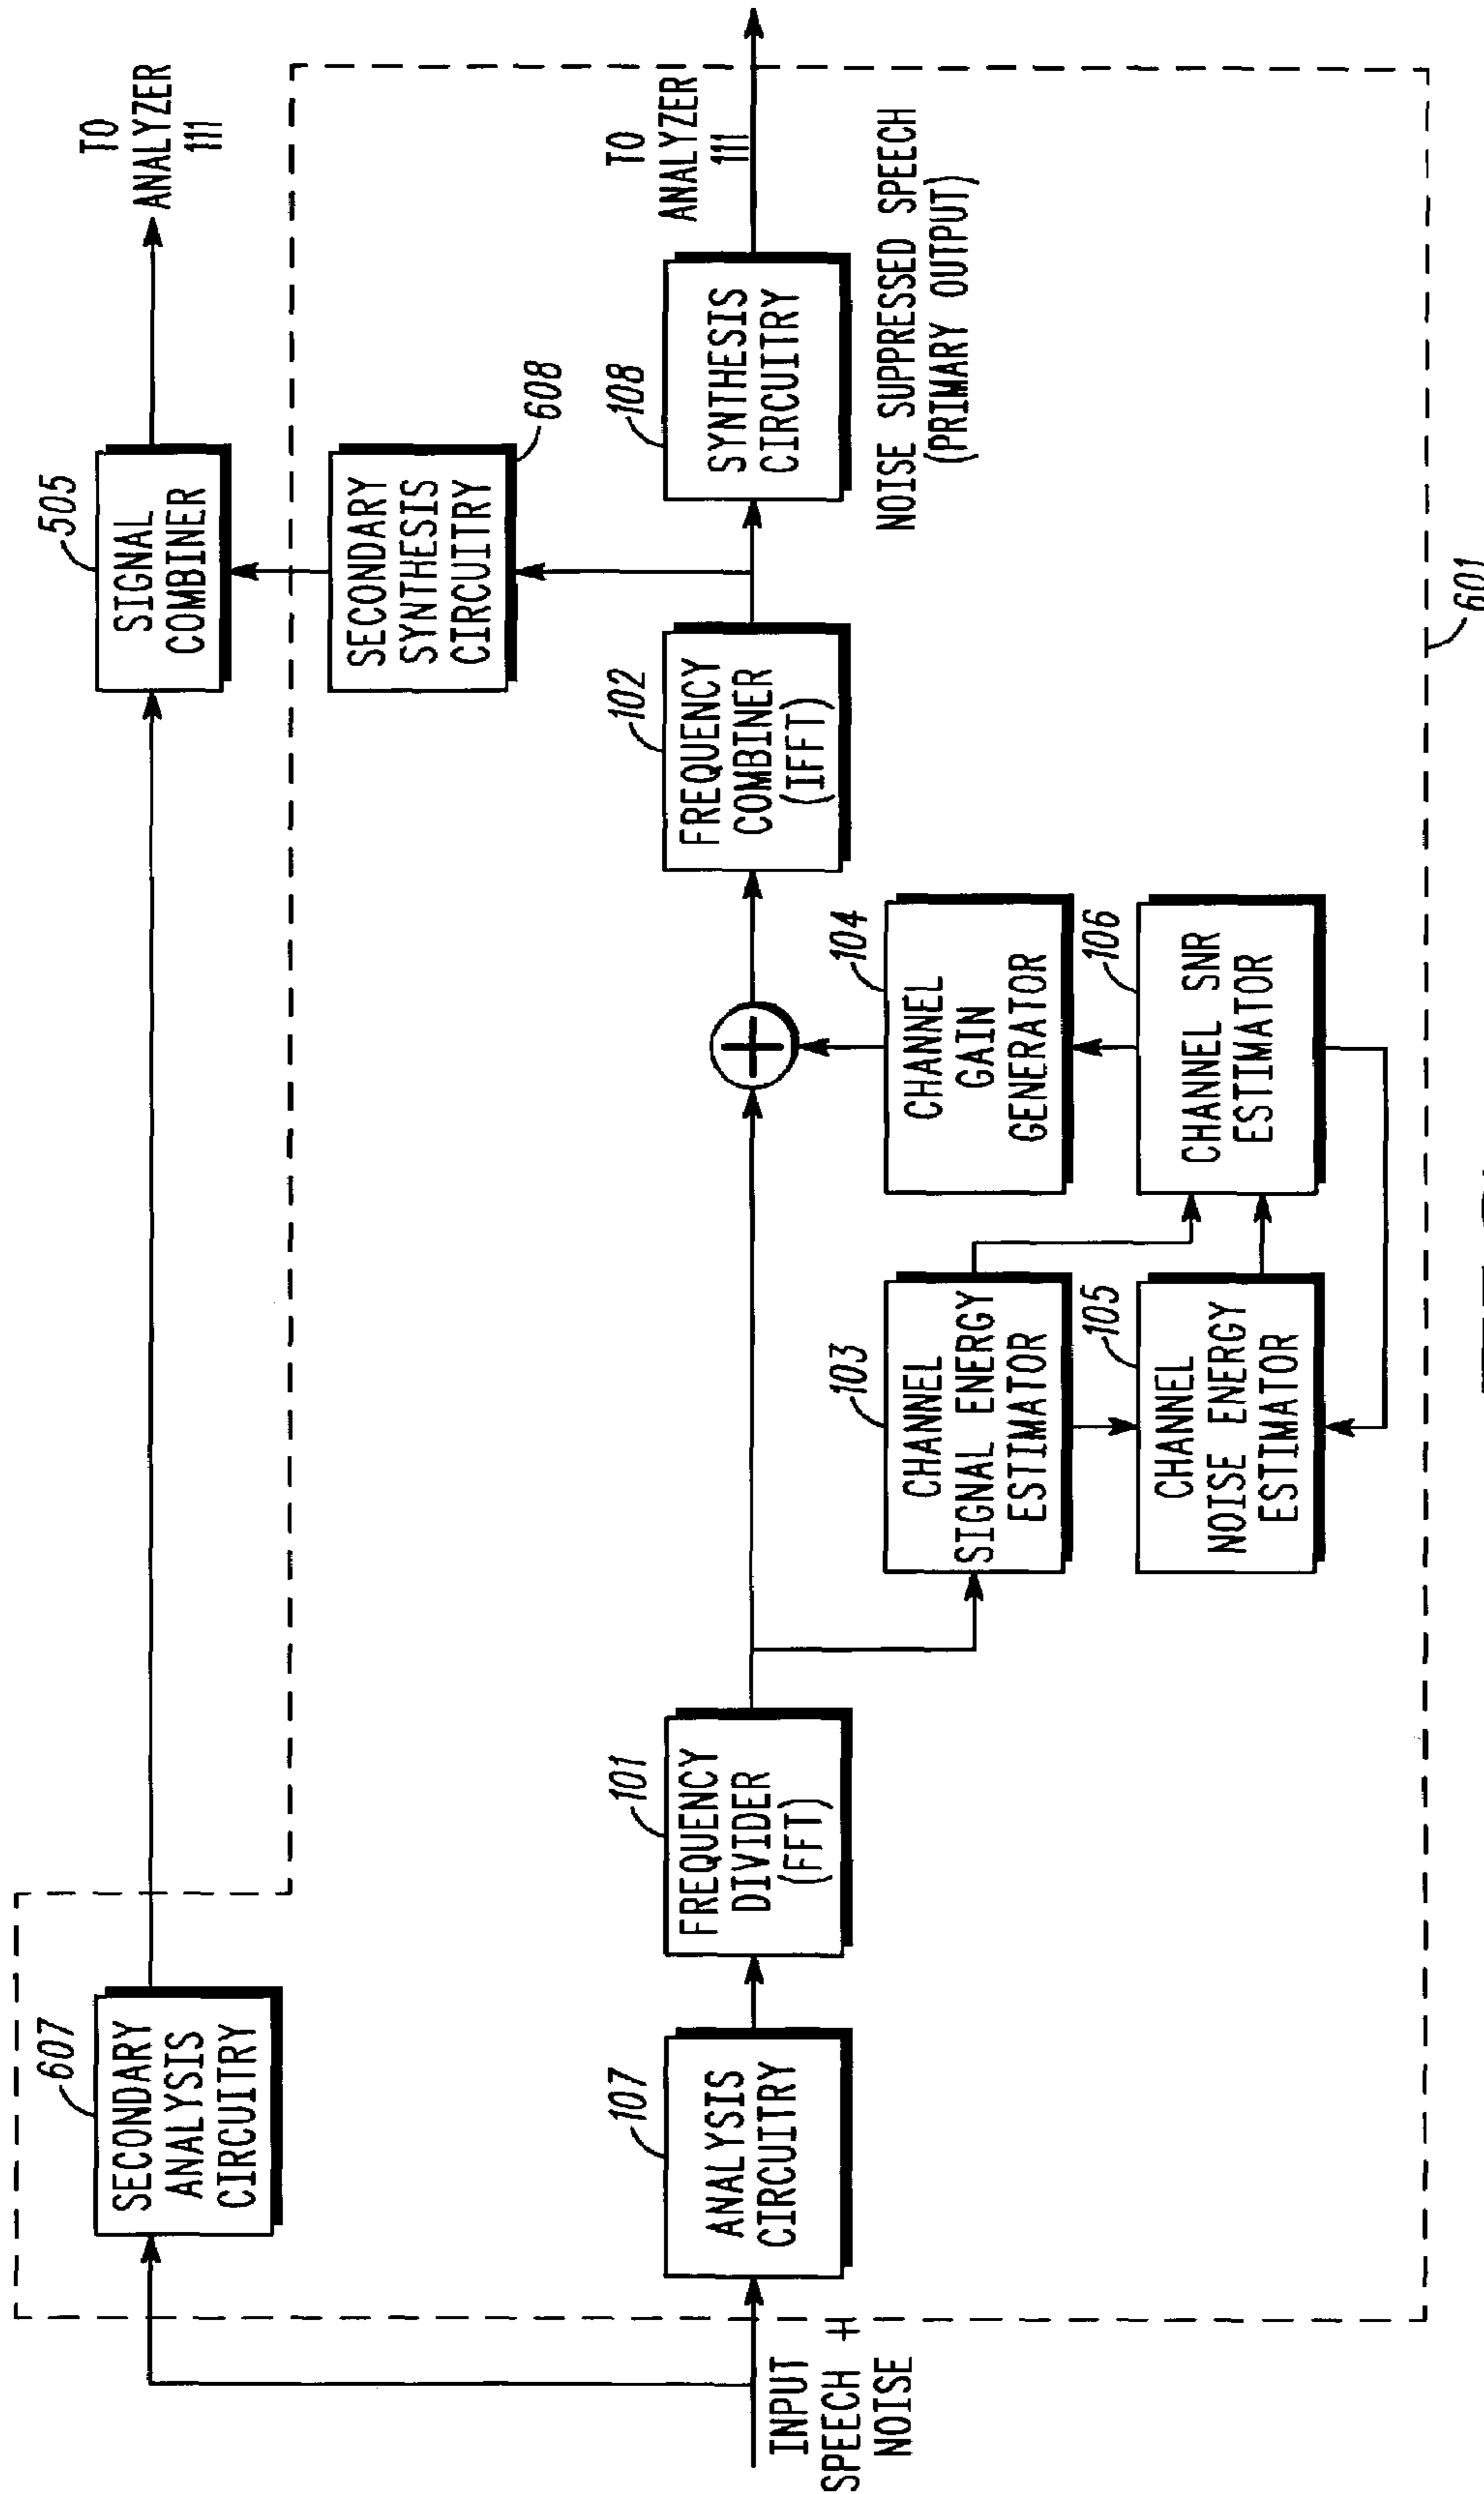 607
SECONDARY
ANALYSIS
CIRCUITRY
505
SIGNAL
COMBINER
TO
ANALYZER
111
SECONDARY
SYNTHESIS
CIRCUITRY
608
INPUT
SPEECH +
NOISE
107
ANALYSIS
CIRCUITRY
101
FREQUENCY
DIVIDER
(FFT)
102
FREQUENCY
COMBINER
(IFFT)
108
SYNTHESIS
CIRCUITRY
TO
ANALYZER
111
NOISE SUPPRESSED SPEECH
(PRIMARY OUTPUT)
103
CHANNEL
SIGNAL ENERGY
ESTIMATOR
104
CHANNEL
GAIN
GENERATOR
105
CHANNEL
NOISE ENERGY
ESTIMATOR
106
CHANNEL SNR
ESTIMATOR
601